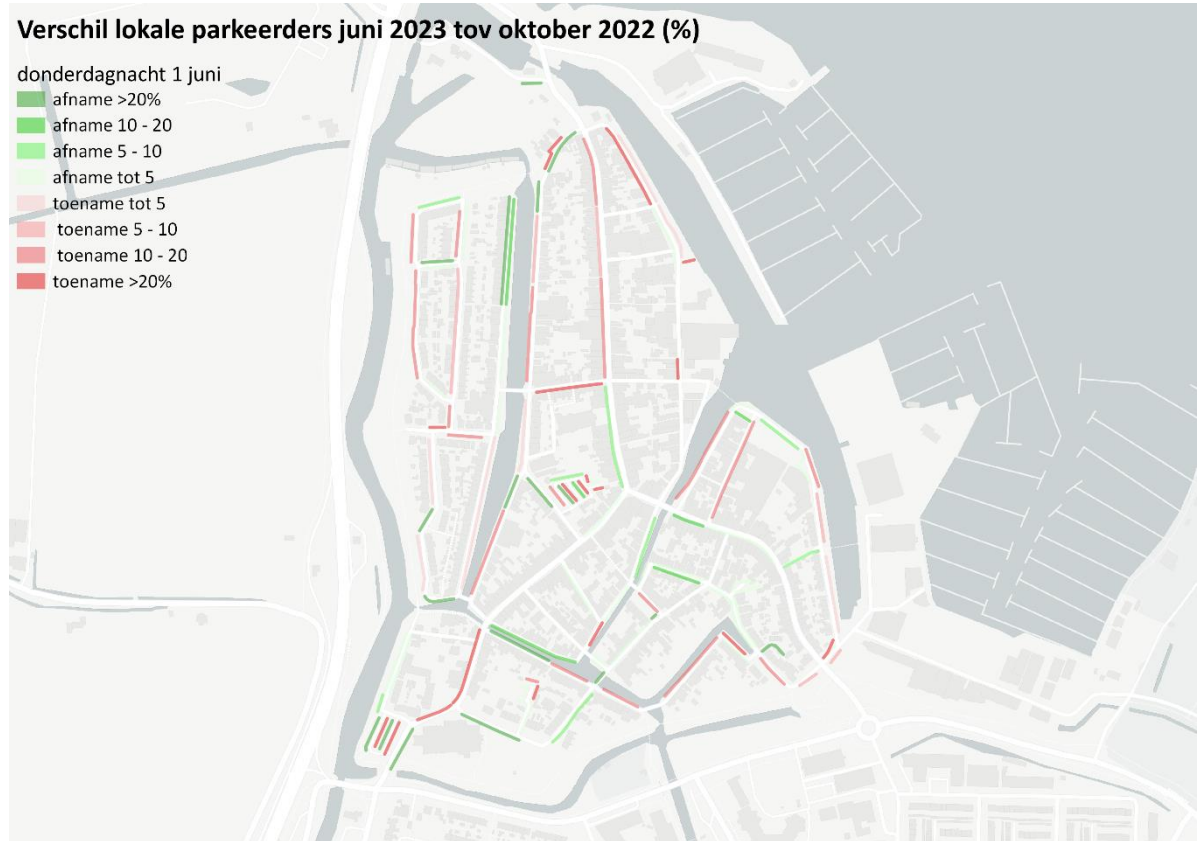 Verschil lokale parkeerders juni 2023 tov oktober 2022 (%)
donderdagnacht 1 juni
afname >20%
afname 10 - 20
afname 5 - 10
afname tot 5
toename tot 5
toename 5 - 10
toename 10 - 20
toename >20%